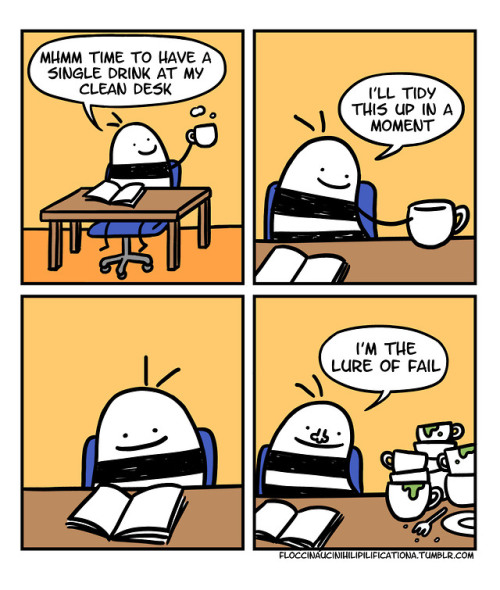 MHMM TIME TO HAVE A
SINGLE DRINK AT MY
CLEAN DESK
I'LL TIDY
THIS UP IN A
MOMENT
I'M THE
LURE OF FAIL
FLOCCINAUCINIHILIPILIFICATIONA.TUMBLR.COM